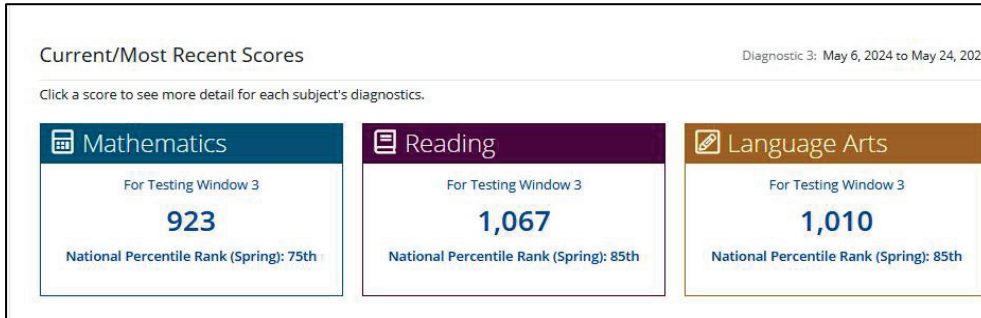 Current/Most Recent Scores
Diagnostic 3: May 6, 2024 to May 24, 202
Click a score to see more detail for each subject's diagnostics.
Mathematics
For Testing Window 3
923
National Percentile Rank (Spring): 75th
Reading
For Testing Window 3
1,067
National Percentile Rank (Spring): 85th
Language Arts
For Testing Window 3
1,010
National Percentile Rank (Spring): 85th